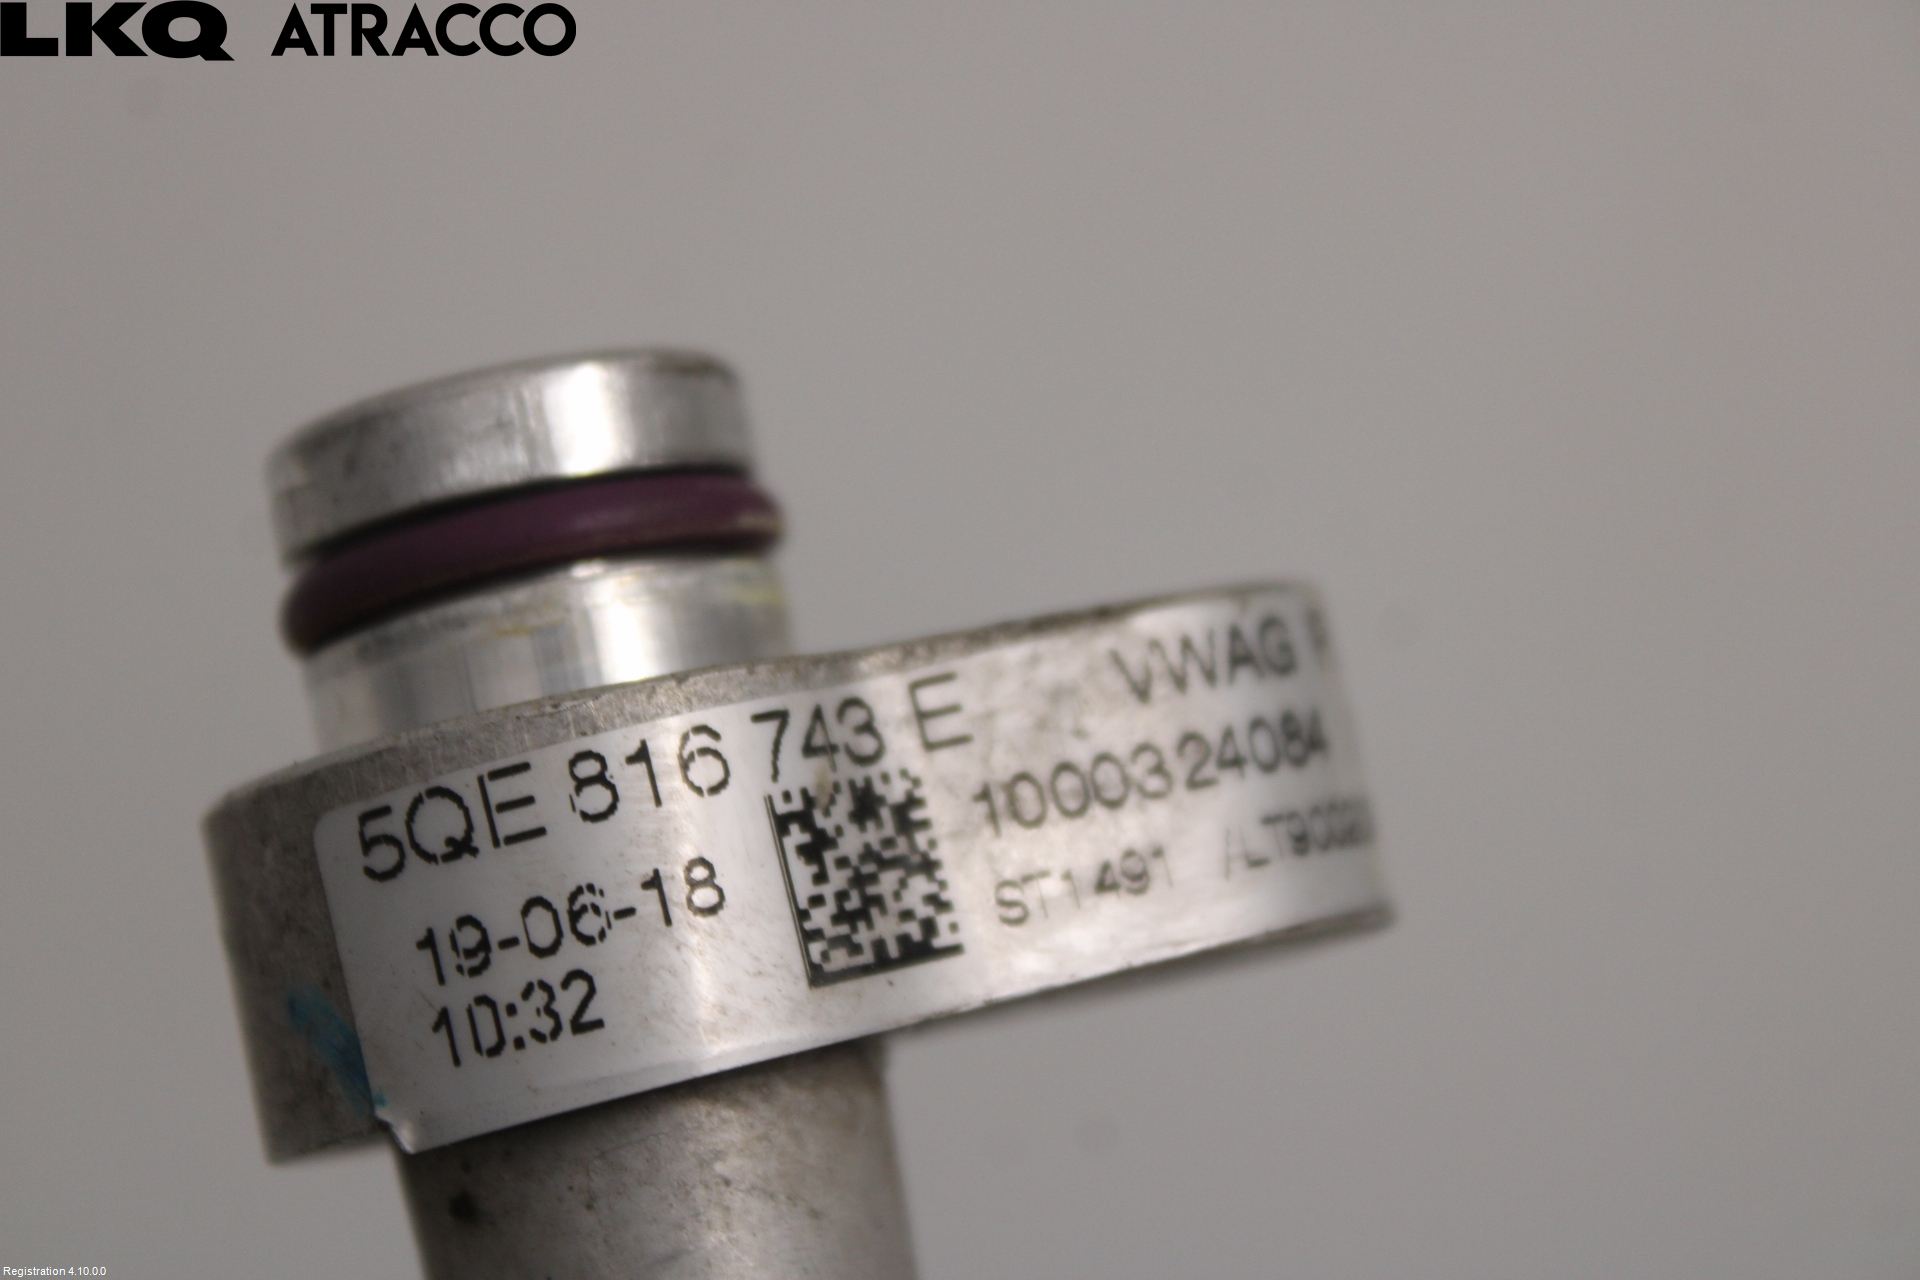 LKQ ATRACCO
5QE 816 743 E
VWAG
1000324084
19-06-18
ST1491
10:32
Registration 4.10.0.0